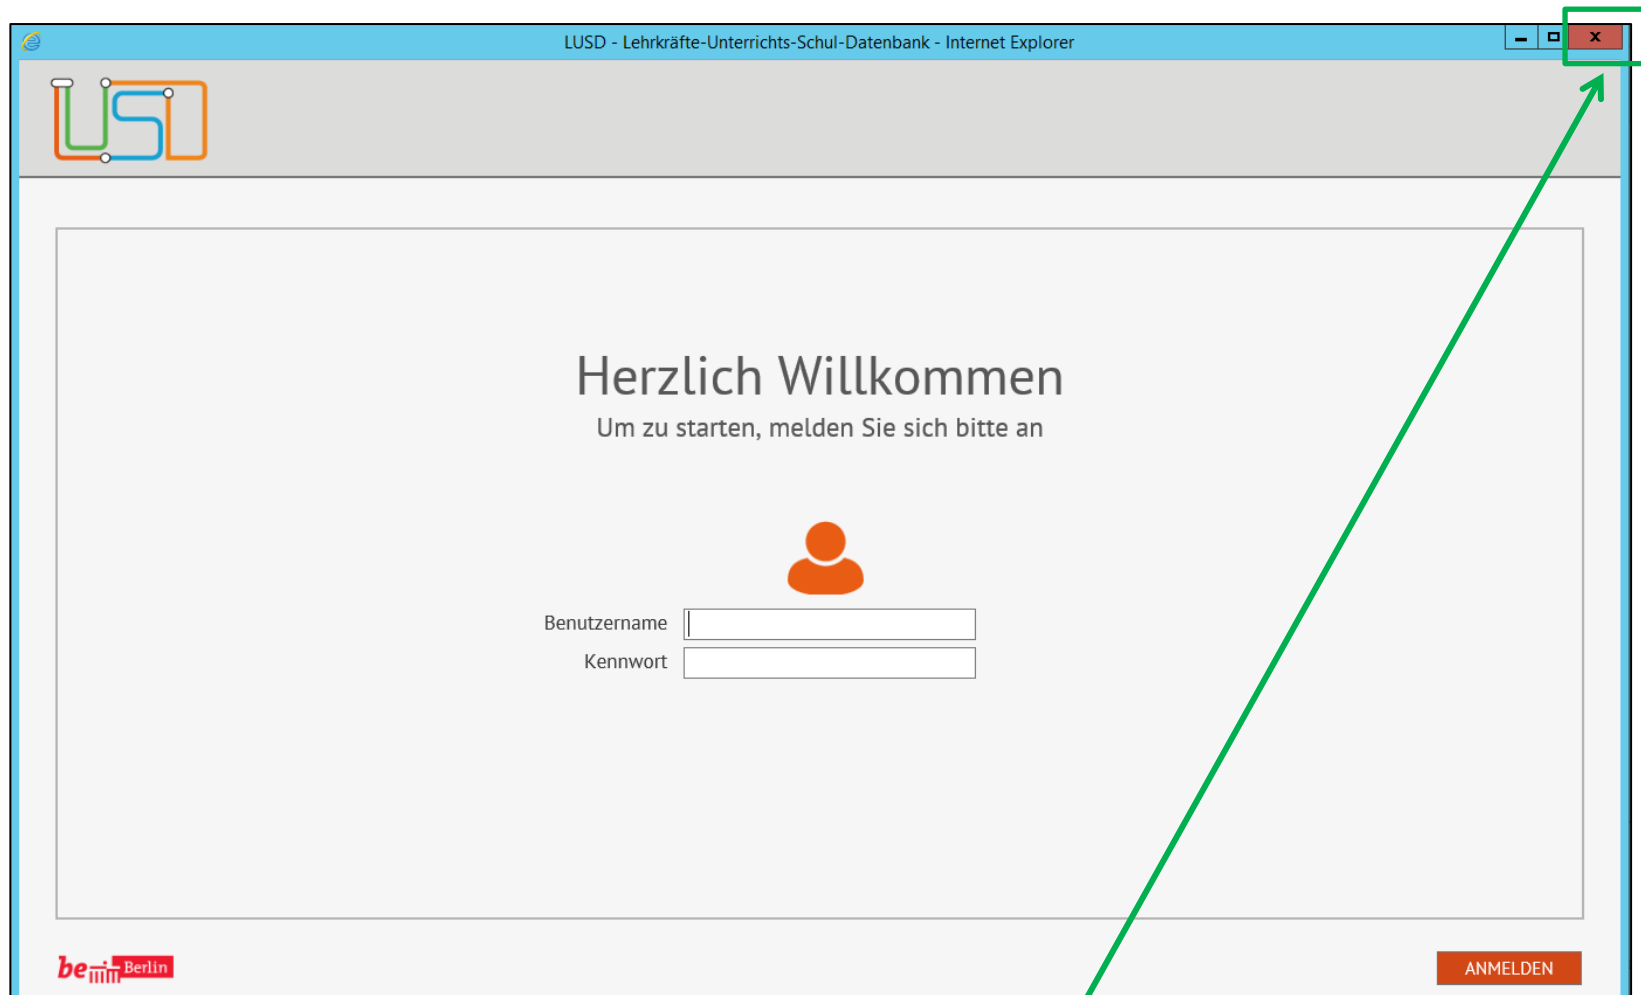 LUSD - Lehrkräfte-Unterrichts-Schul-Datenbank - Internet Explorer
LUSD
Herzlich Willkommen
Um zu starten, melden Sie sich bitte an
Benutzername
Kennwort
be Berlin
ANMELDEN